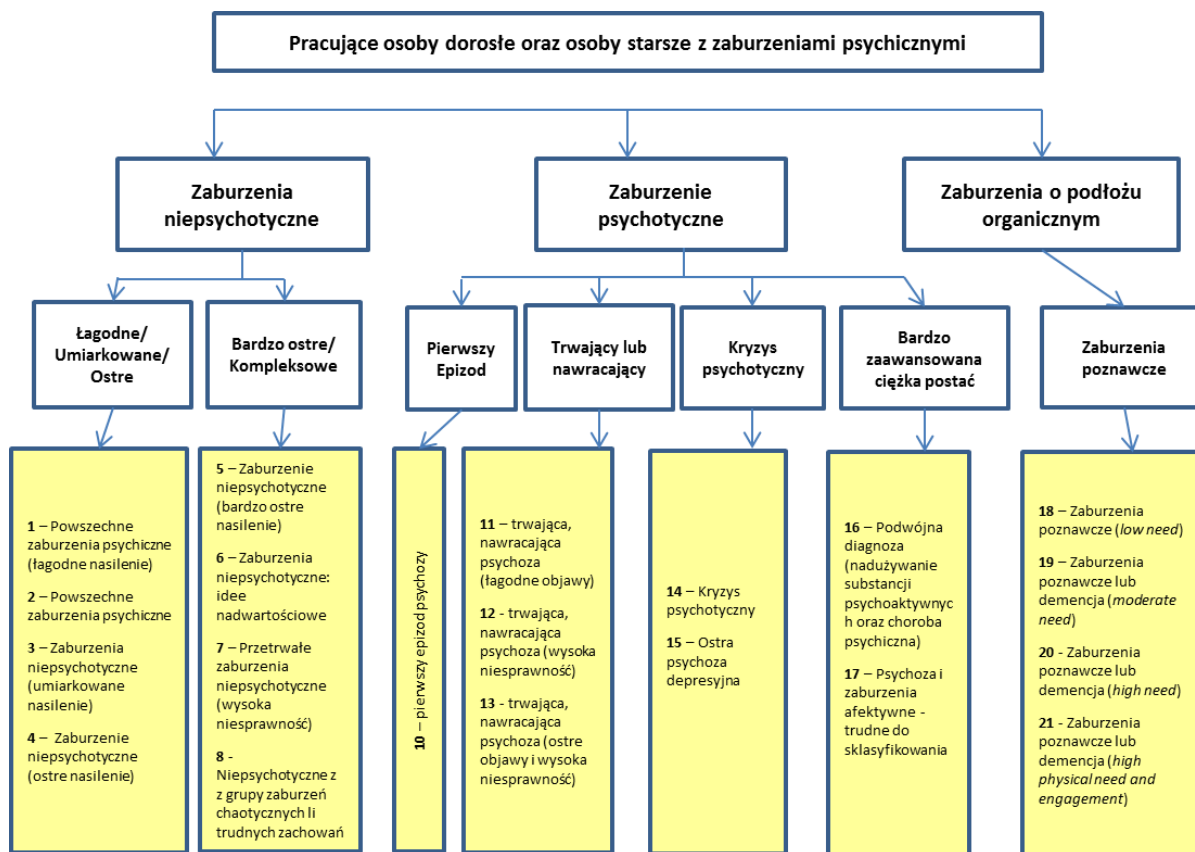 Pracujące osoby dorosłe oraz osoby starsze z zaburzeniami psychicznymi
Zaburzenia
niepsychotyczne
Zaburzenie
psychotyczne
Zaburzenia o podłożu
organicznym
Łagodne/
Umiarkowane/
Ostre
Bardzo ostre/
Kompleksowe
Pierwszy
Epizod
Trwający lub
nawracający
Kryzys
psychotyczny
Bardzo
zaawansowana
ciężka postać
Zaburzenia
poznawcze
1 – Powszechne
zaburzenia psychiczne
(łagodne nasilenie)
2 – Powszechne
zaburzenia psychiczne
3 – Zaburzenia
niepsychotyczne
(umiarkowane
nasilenie)
4 – Zaburzenie
niepsychotyczne
(ostre nasilenie)
5 – Zaburzenie
niepsychotyczne
(bardzo ostre
nasilenie)
6 – Zaburzenia
niepsychotyczne:
idee
nadwartościowe
7 – Przetrwałe
zaburzenia
niepsychotyczne
(wysoka
niesprawność)
8 -
Niepsychotyczne z
z grupy zaburzeń
chaotycznych li
trudnych zachowań
10 – pierwszy epizod psychozy
11 – trwająca,
nawracająca
psychoza
(łagodne objawy)
12 - trwająca,
nawracająca
psychoza (wysoka
niesprawność)
13 - trwająca,
nawracająca
psychoza (ostre
objawy i wysoka
niesprawność)
14 – Kryzys
psychotyczny
15 – Ostra
psychoza
depresyjna
16 – Podwójna
diagnoza
(nadużywanie
substancji
psychoaktywnyc
h oraz choroba
psychiczna)
17 – Psychoza i
zaburzenia
afektywne -
trudne do
sklasyfikowania
18 – Zaburzenia
poznawcze (low need)
19 – Zaburzenia
poznawcze lub
demencja (moderate
need)
20 - Zaburzenia
poznawcze lub
demencja (high need)
21 - Zaburzenia
poznawcze lub
demencja (high
physical need and
engagement)